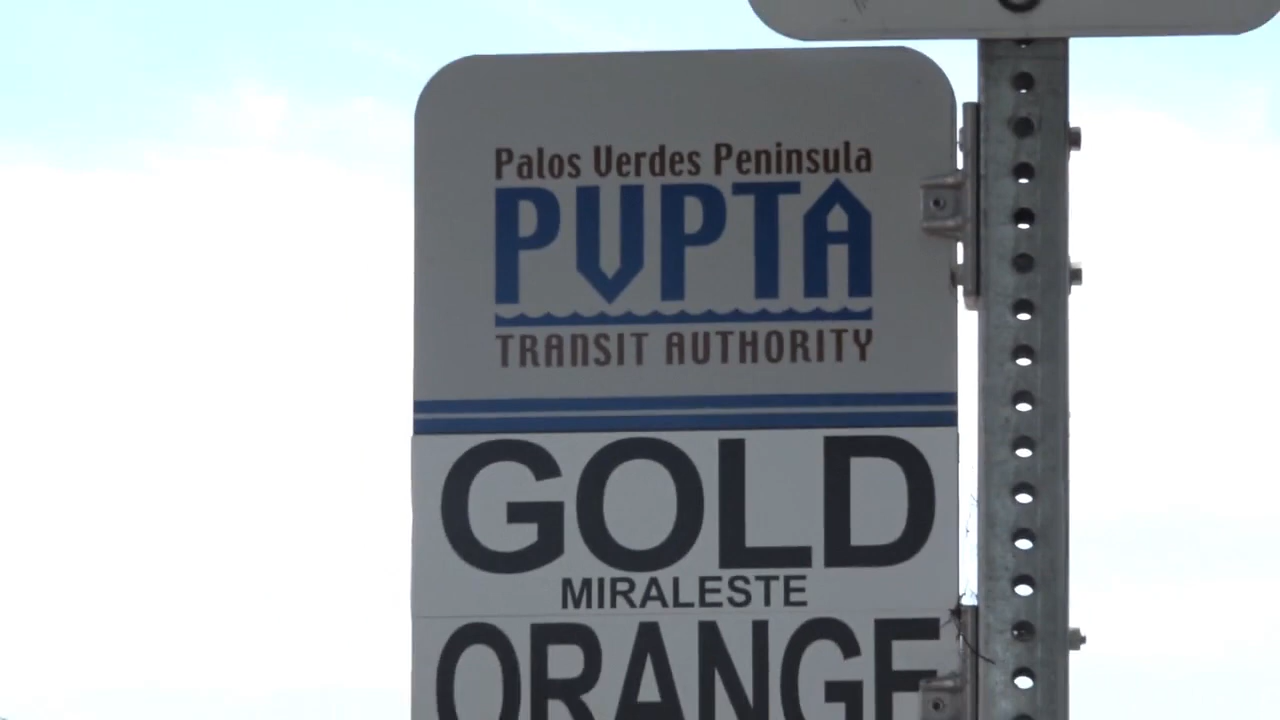 Palos Verdes Peninsula
PVPTA
TRANSIT AUTHORITY
GOLD
MIRALESTE
ORANGE